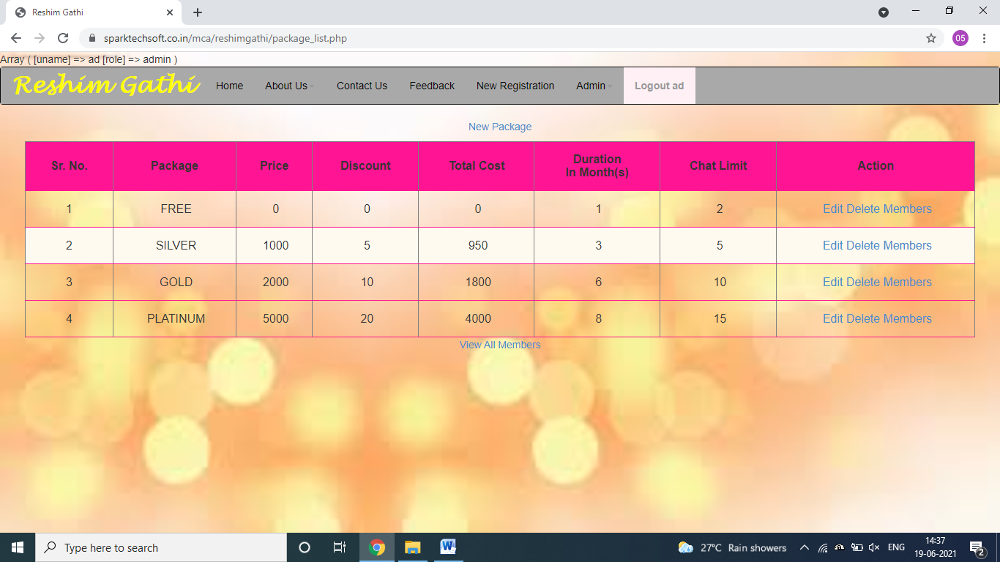 Reshim Gathi
sparktechsoft.co.in/mca/reshimgathi/package_list.php
05
Array ( [uname] => ad [role] => admin )
Reshim Gathi Home About Us Contact Us Feedback New Registration Admin Logout ad
New Package
Sr. No. Package Price Discount Total Cost Duration In Month(s) Chat Limit Action
1 FREE 0 0 0 1 2 Edit Delete Members
2 SILVER 1000 5 950 3 5 Edit Delete Members
3 GOLD 2000 10 1800 6 10 Edit Delete Members
4 PLATINUM 5000 20 4000 8 15 Edit Delete Members
View All Members
Type here to search
W
27°C Rain showers
ENG
14:37
19-06-2021
2